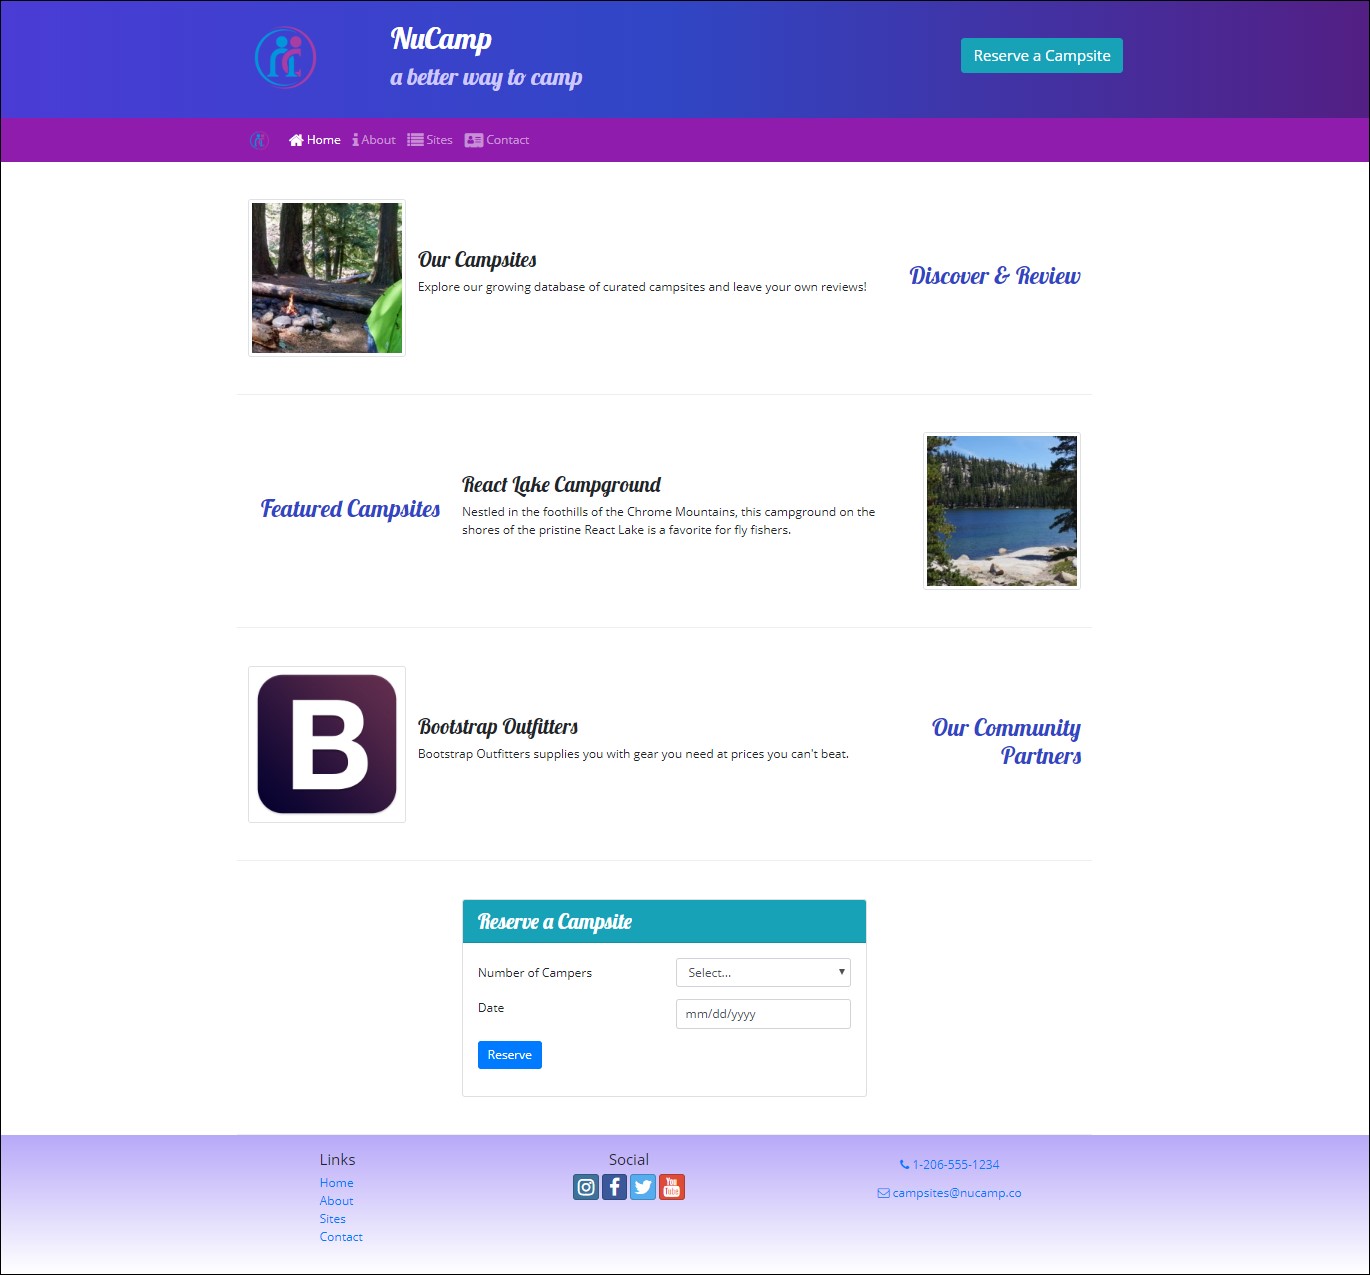 NuCamp
a better way to camp
Reserve a Campsite
Home About Sites Contact
Our Campsites
Explore our growing database of curated campsites and leave your own reviews!
Discover & Review
Featured Campsites
React Lake Campground
Nestled in the foothills of the Chrome Mountains, this campground on the
shores of the pristine React Lake is a favorite for fly fishers.
B
Bootstrap Outfitters
Bootstrap Outfitters supplies you with gear you need at prices you can't beat.
Our Community
Partners
Reserve a Campsite
Number of Campers
Select...
Date
mm/dd/yyyy
Reserve
Links
Home
About
Sites
Contact
Social
You
Tube
1-206-555-1234
campsites@nucamp.co